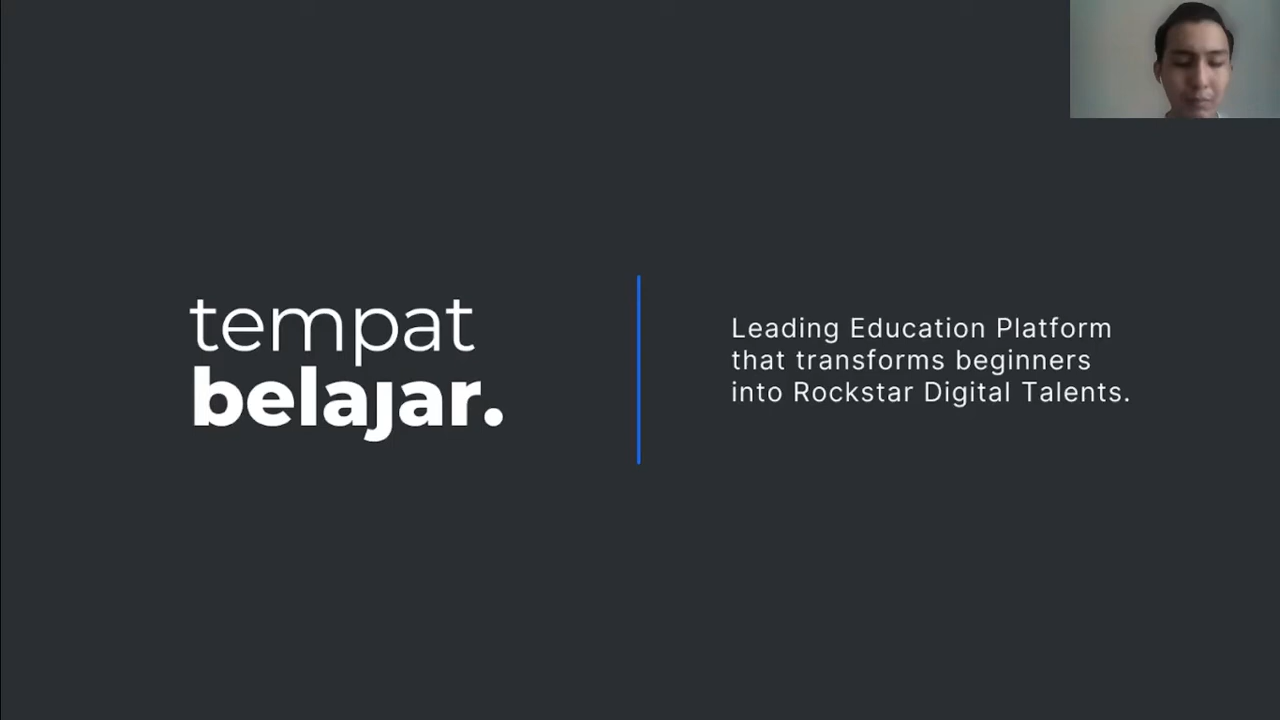 tempat
belajar.
Leading Education Platform
that transforms beginners
into Rockstar Digital Talents.